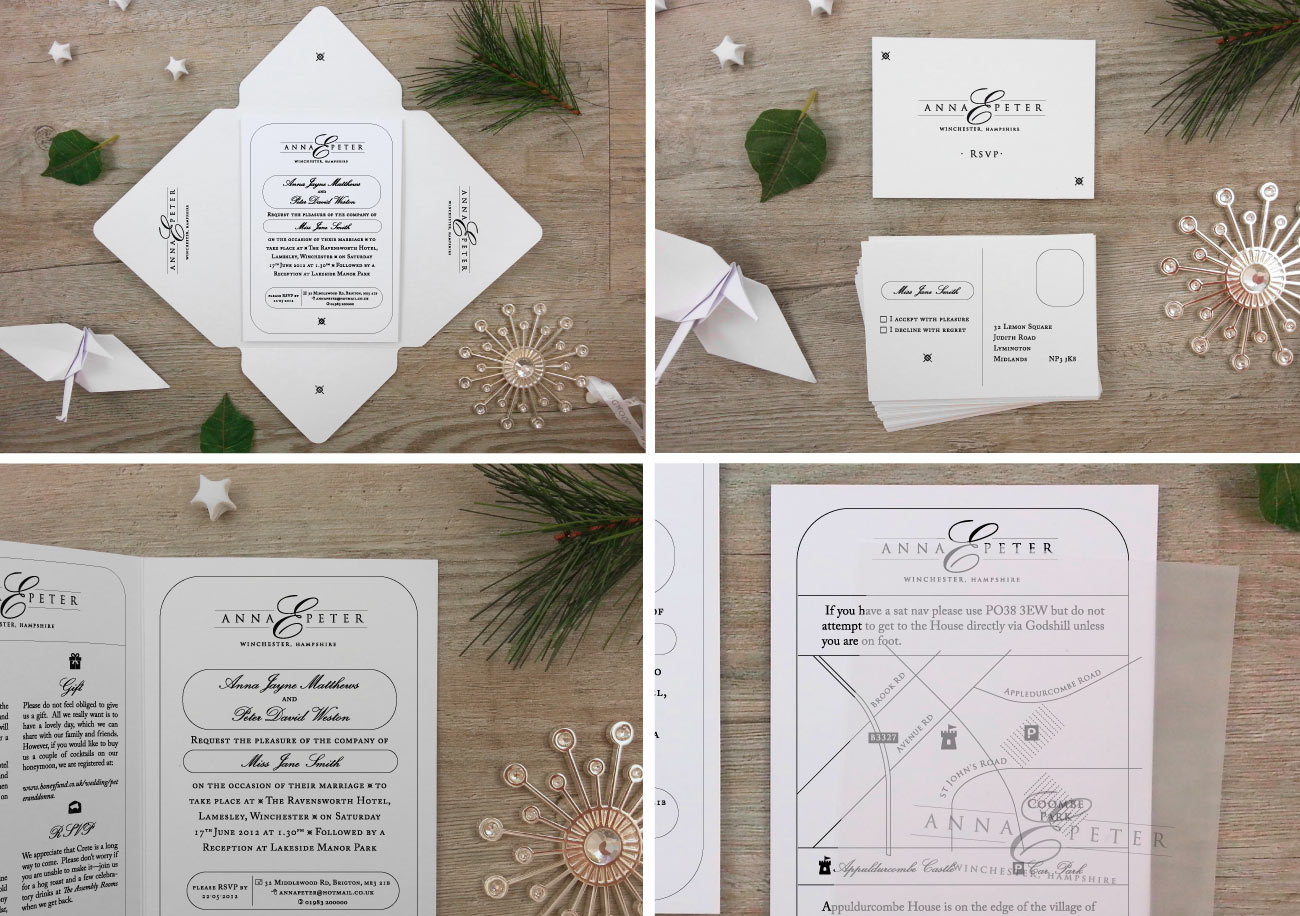 ANNA & PETER
WINCHESTER, HAMPSHIRE
Anna Jayne Matthews
AND
Peter David Weston
REQUEST THE PLEASURE OF THE COMPANY OF
Miss Jane Smith
ON THE OCCASION OF THEIR MARRIAGE TO
TAKE PLACE AT THE RAVENSWORTH HOTEL,
LAMESLEY, WINCHESTER ON SATURDAY
17TH JUNE 2012 AT 1.30PM FOLLOWED BY A
RECEPTION AT LAKESIDE MANOR PARK
PLEASE RSVP BY
22·05·2012
32 MIDDLEWOOD RD, BRIGTON, ME3 21B
ANNAPETER@HOTMAIL.CO.UK
01983 200000
ANNA & PETER
WINCHESTER, HAMPSHIRE
ANNA & PETER
WINCHESTER, HAMPSHIRE
ANNA & PETER
WINCHESTER, HAMPSHIRE
· RSVP ·
Miss Jane Smith
I ACCEPT WITH PLEASURE
I DECLINE WITH REGRET
32 LEMON SQUARE
JUDITH ROAD
LYMINGTON
MIDLANDS NP3 3K8
& PETER
WINCHESTER, HAMPSHIRE
Gift
Please do not feel obliged to give
us a gift. All we really want is to
have a lovely day, which we can
share with our family and friends.
However, if you would like to buy
us a couple of cocktails on our
honeymoon, we are registered.
www.honeyfund.co.uk/wedding/pet
eranddonna.
RSVP
We appreciate that Crete is a long
way to come. Please don't worry if
you are unable to make it—join us
for a hog roast and a few celebra-
tory drinks at The Assembly Rooms
when we get back.
ANNA & PETER
WINCHESTER, HAMPSHIRE
Anna Jayne Matthews
AND
Peter David Weston
REQUEST THE PLEASURE OF THE COMPANY OF
Miss Jane Smith
ON THE OCCASION OF THEIR MARRIAGE TO
TAKE PLACE AT THE RAVENSWORTH HOTEL,
LAMESLEY, WINCHESTER ON SATURDAY
17TH JUNE 2012 AT 1.30PM FOLLOWED BY A
RECEPTION AT LAKESIDE MANOR PARK
PLEASE RSVP BY
22·05·2012
32 MIDDLEWOOD RD, BRIGTON, ME3 21B
ANNAPETER@HOTMAIL.CO.UK
01983 200000
ANNA & PETER
WINCHESTER, HAMPSHIRE
If you have a sat nav please use PO38 3EW but do not
attempt to get to the House directly via Godshill unless
you are on foot.
BROOK RD
APPLEDURCOMBE ROAD
B3327
AVENUE RD
P
ST JOHN'S ROAD
COOMBE
PARK
ANNA & PETER
WINCHESTER, HAMPSHIRE
Appuldurcombe Castle
P Car Park
Appuldurcombe House is on the edge of the village of